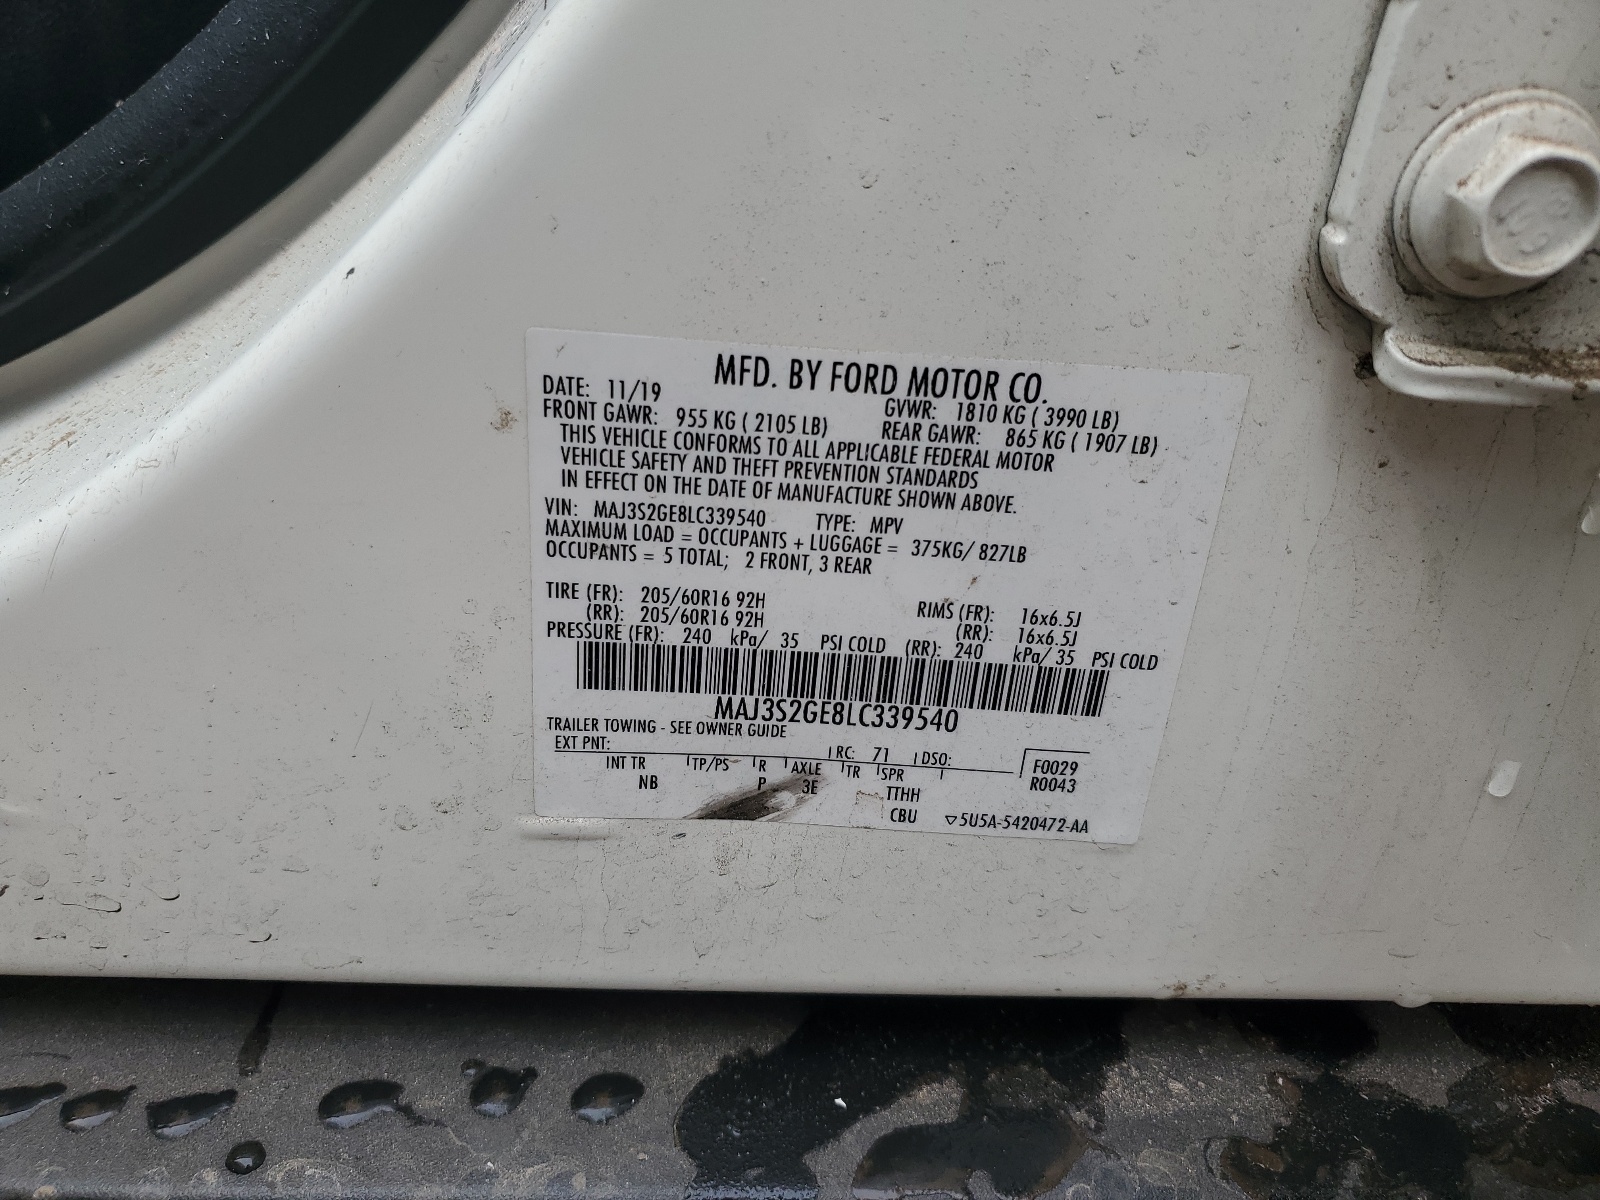 MFD. BY FORD MOTOR CO.
DATE: 11/19 GVWR: 1810 KG ( 3990 LB)
FRONT GAWR: 955 KG ( 2105 LB) REAR GAWR: 865 KG ( 1907 LB)
THIS VEHICLE CONFORMS TO ALL APPLICABLE FEDERAL MOTOR
VEHICLE SAFETY AND THEFT PREVENTION STANDARDS
IN EFFECT ON THE DATE OF MANUFACTURE SHOWN ABOVE.
VIN: MAJ3S2GE8LC339540 TYPE: MPV
MAXIMUM LOAD = OCCUPANTS + LUGGAGE = 375KG/ 827LB
OCCUPANTS = 5 TOTAL; 2 FRONT, 3 REAR
TIRE (FR): 205/60R16 92H RIMS (FR): 16x6.5J
(RR): 205/60R16 92H (RR): 16x6.5J
PRESSURE (FR): 240 kPa/ 35 PSI COLD (RR): 240 kPa/ 35 PSI COLD
MAJ3S2GE8LC339540
TRAILER TOWING - SEE OWNER GUIDE
EXT PNT: RC: 71 DSO:
INT TR TP/PS R AXLE TR SPR F0029
NB P 3E TTHH R0043
CBU ▽5U5A-5420472-AA